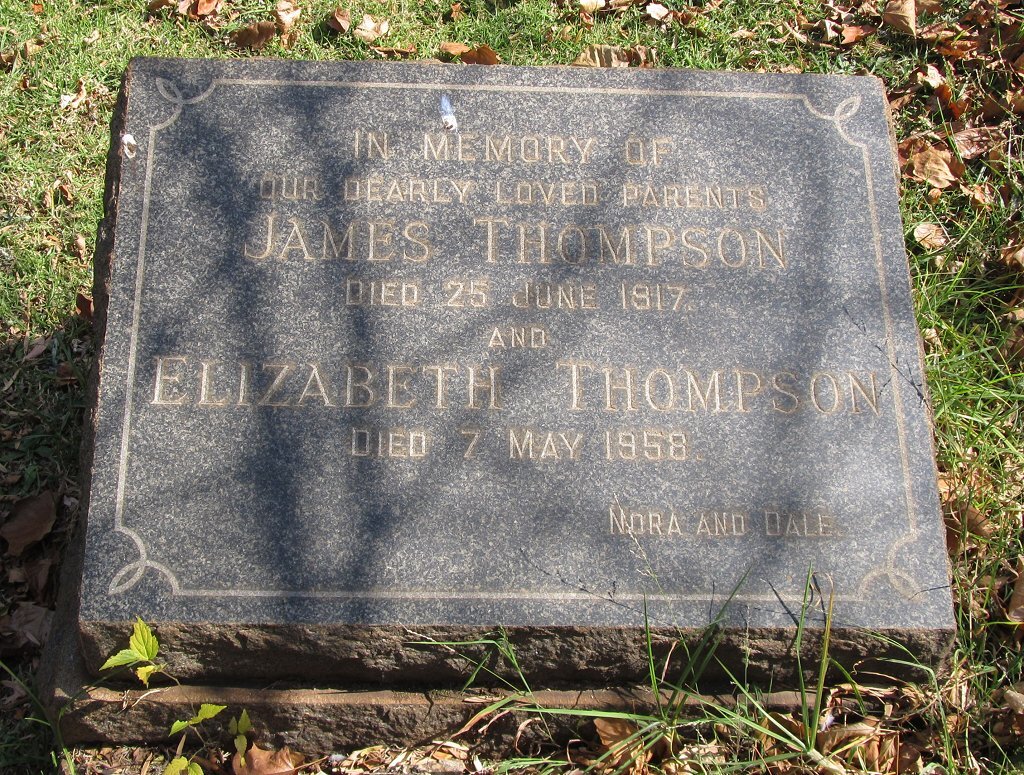 IN MEMORY OF
OUR DEARLY LOVED PARENTS
JAMES THOMPSON
DIED 25 JUNE 1917.
AND
ELIZABETH THOMPSON
DIED 7 MAY 1958.
NORA AND DALE.